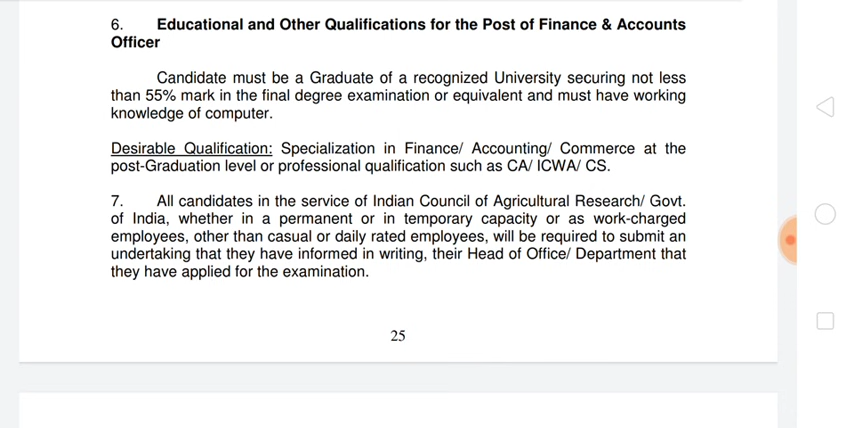 6. Educational and Other Qualifications for the Post of Finance & Accounts
Officer
Candidate must be a Graduate of a recognized University securing not less
than 55% mark in the final degree examination or equivalent and must have working
knowledge of computer.
Desirable Qualification: Specialization in Finance/ Accounting/ Commerce at the
post-Graduation level or professional qualification such as CA/ ICWA/ CS.
7. All candidates in the service of Indian Council of Agricultural Research/ Govt.
of India, whether in a permanent or in temporary capacity or as work-charged
employees, other than casual or daily rated employees, will be required to submit an
undertaking that they have informed in writing, their Head of Office/ Department that
they have applied for the examination.
25